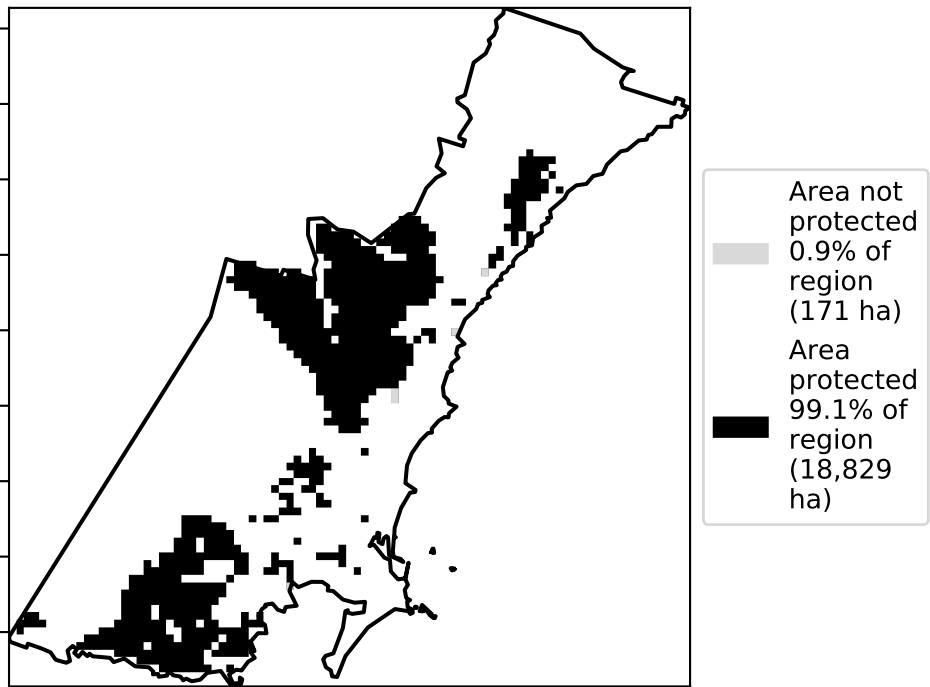 Area not
protected
0.9% of
region
(171 ha)
Area
protected
99.1% of
region
(18,829
ha)